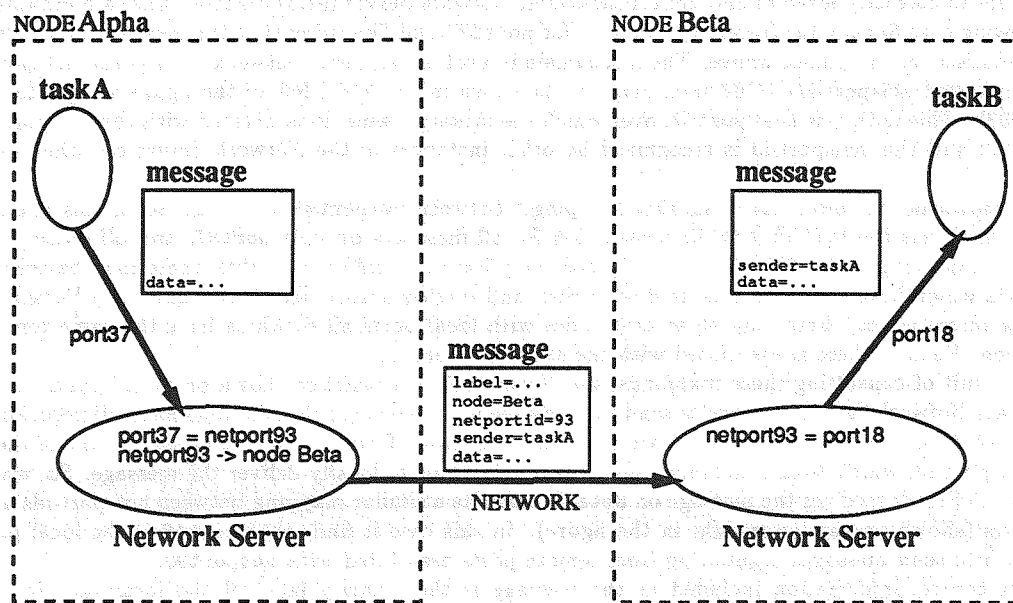 NODE Alpha
taskA
message
data=...
port37
port37 = netport93
netport93 -> node Beta
Network Server
message
label=...
node=Beta
netportid=93
sender=taskA
data=...
NETWORK
NODE Beta
taskB
message
sender=taskA
data=...
port18
netport93 = port18
Network Server